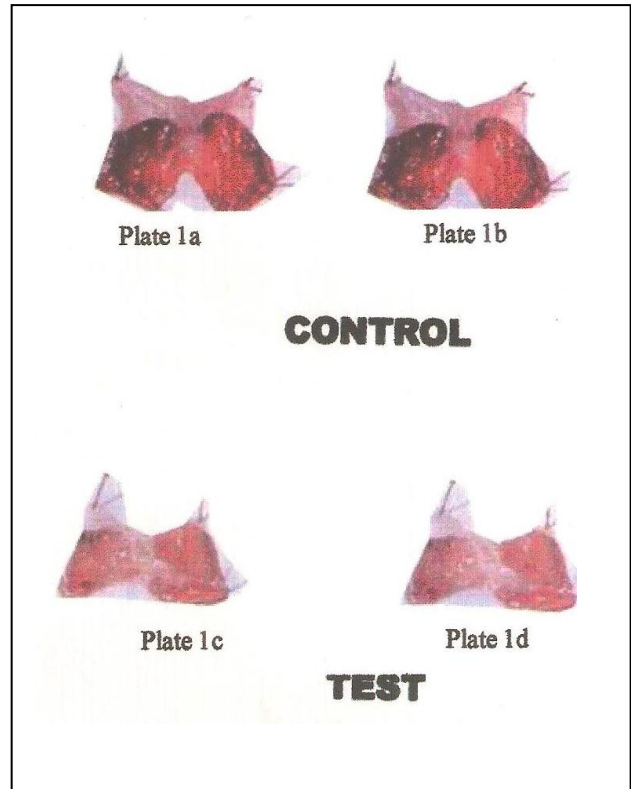 Plate 1a
Plate 1b
CONTROL
Plate 1c
Plate 1d
TEST